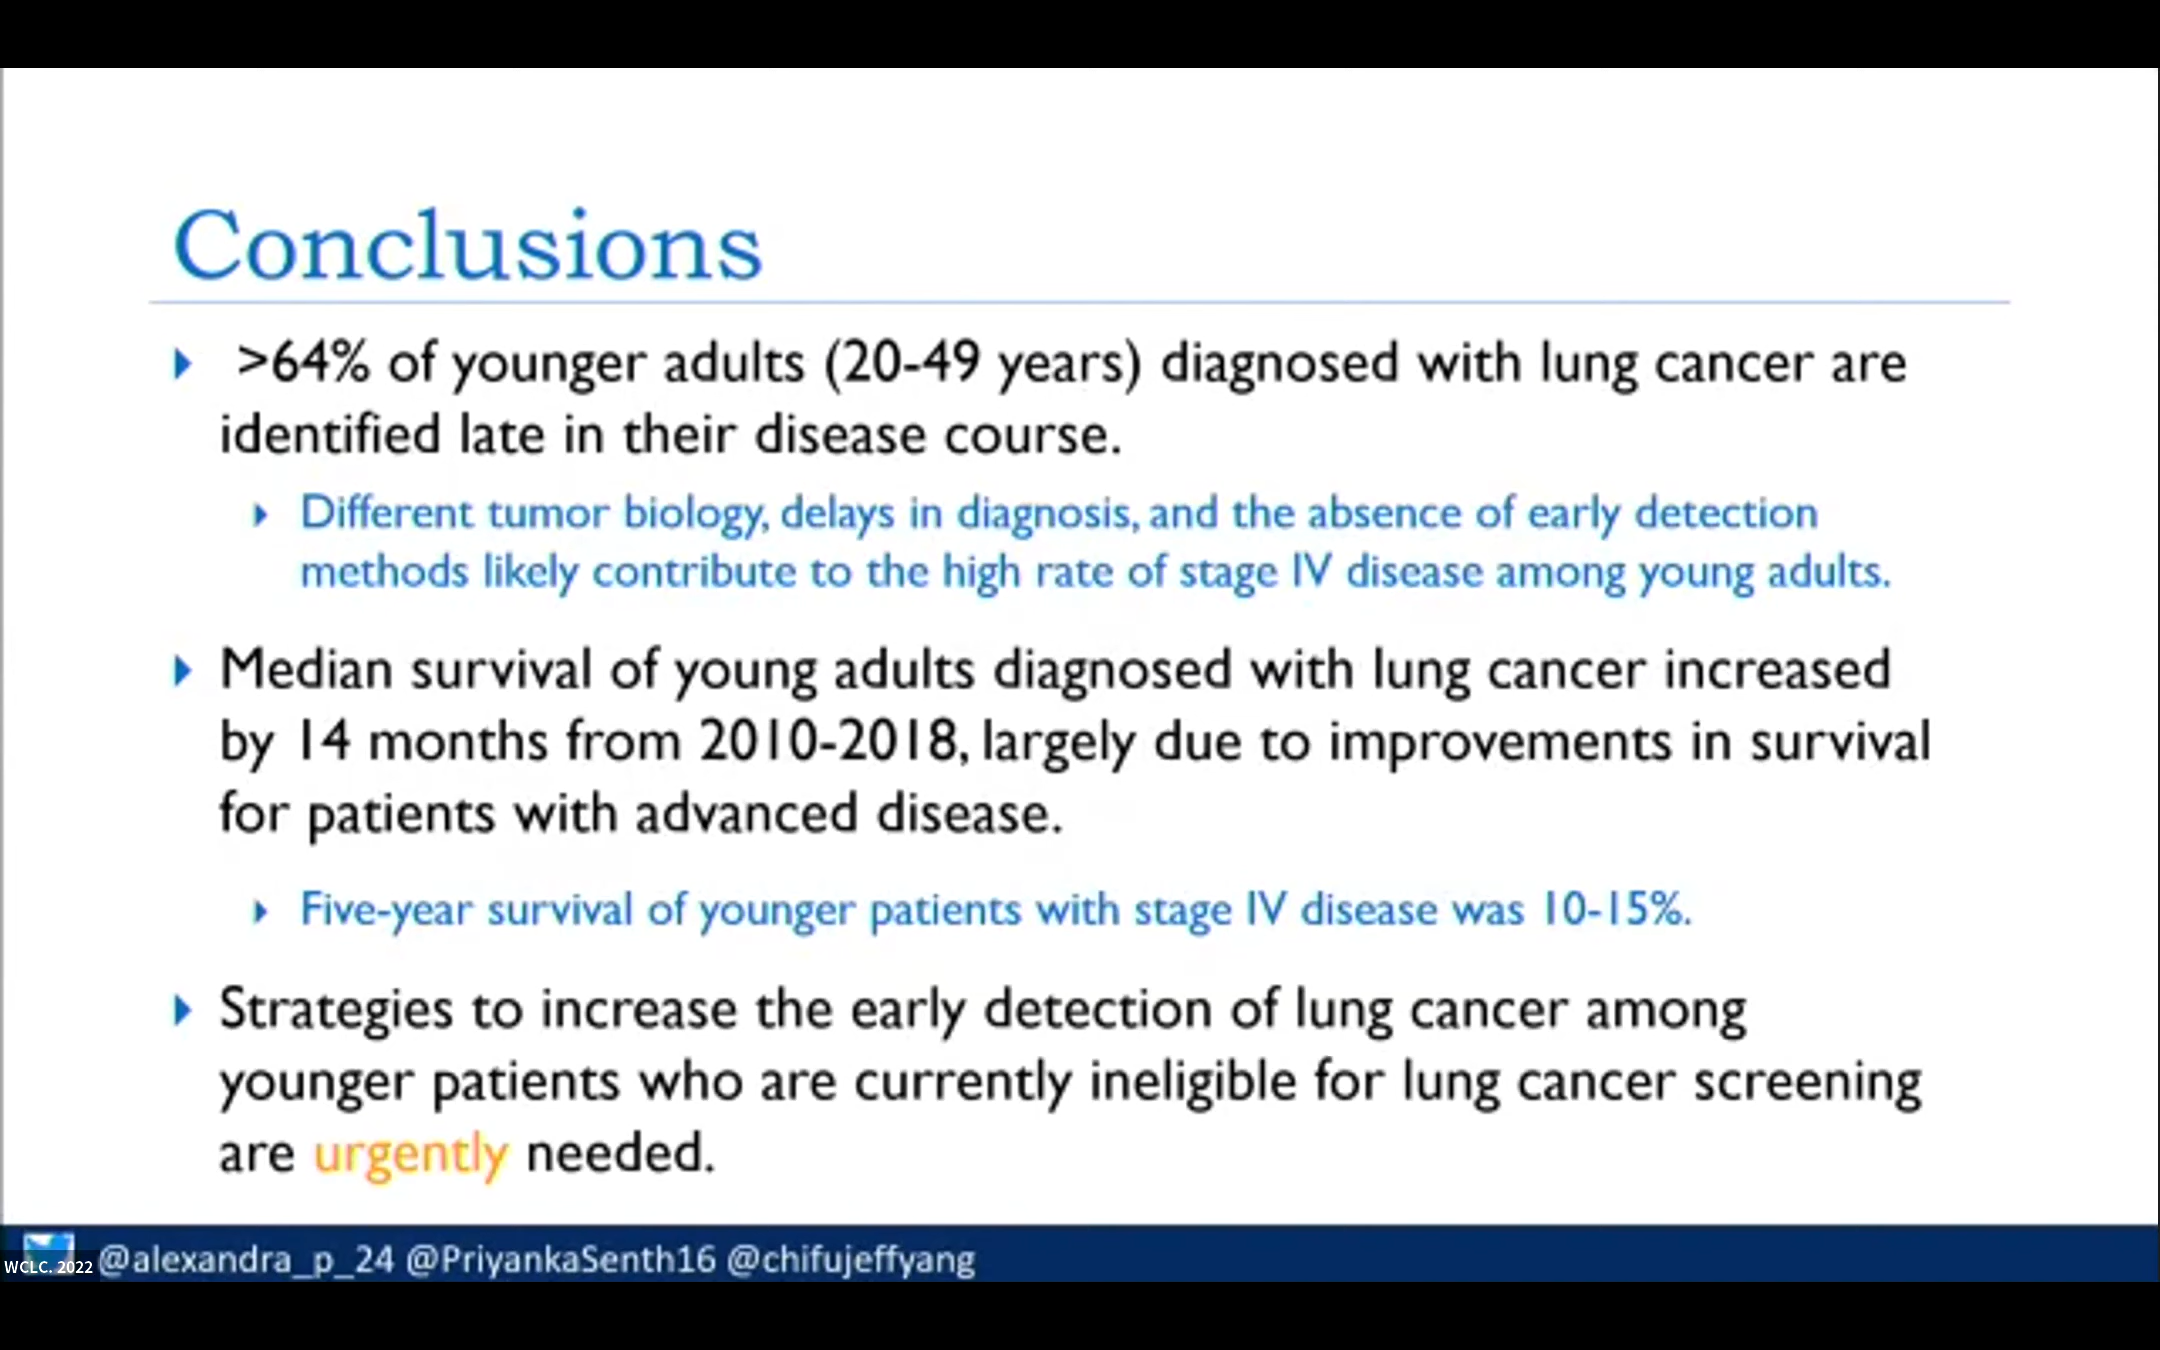 Conclusions
>64% of younger adults (20-49 years) diagnosed with lung cancer are
identified late in their disease course.
Different tumor biology, delays in diagnosis, and the absence of early detection
methods likely contribute to the high rate of stage IV disease among young adults.
Median survival of young adults diagnosed with lung cancer increased
by 14 months from 2010-2018, largely due to improvements in survival
for patients with advanced disease.
Five-year survival of younger patients with stage IV disease was 10-15%.
Strategies to increase the early detection of lung cancer among
younger patients who are currently ineligible for lung cancer screening
are urgently needed.
@alexandra_p_24 @PriyankaSenth16 @chifujeffyang
WCLC. 2022